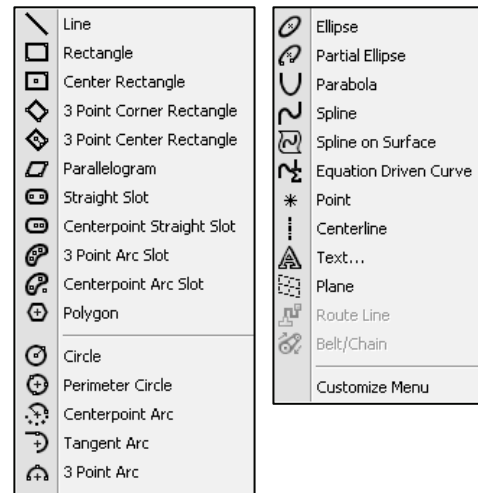 Line
Rectangle
Center Rectangle
3 Point Corner Rectangle
3 Point Center Rectangle
Parallelogram
Straight Slot
Centerpoint Straight Slot
3 Point Arc Slot
Centerpoint Arc Slot
Polygon
Circle
Perimeter Circle
Centerpoint Arc
Tangent Arc
3 Point Arc
Ellipse
Partial Ellipse
Parabola
Spline
Spline on Surface
Equation Driven Curve
Point
Centerline
Text...
Plane
Route Line
Belt/Chain
Customize Menu